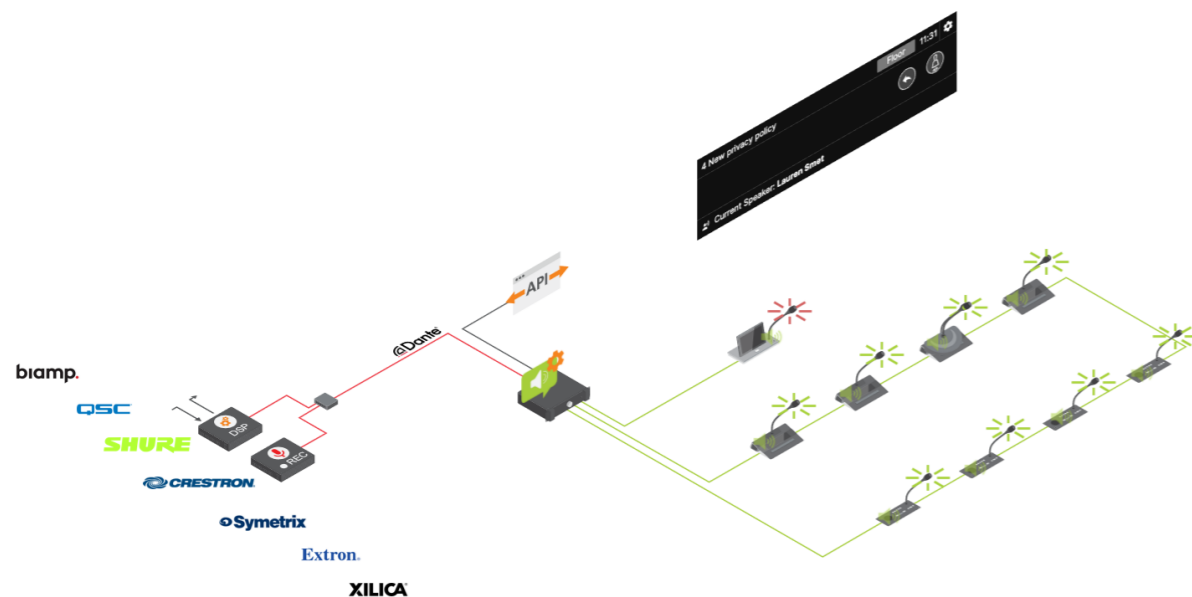 Floor 11:31
4 New privacy policy
Current Speaker: Lauren Smet
API
Dante
biamp.
QSC
DSP
SHURE
REC
CRESTRON
Symetrix
Extron
XILICA